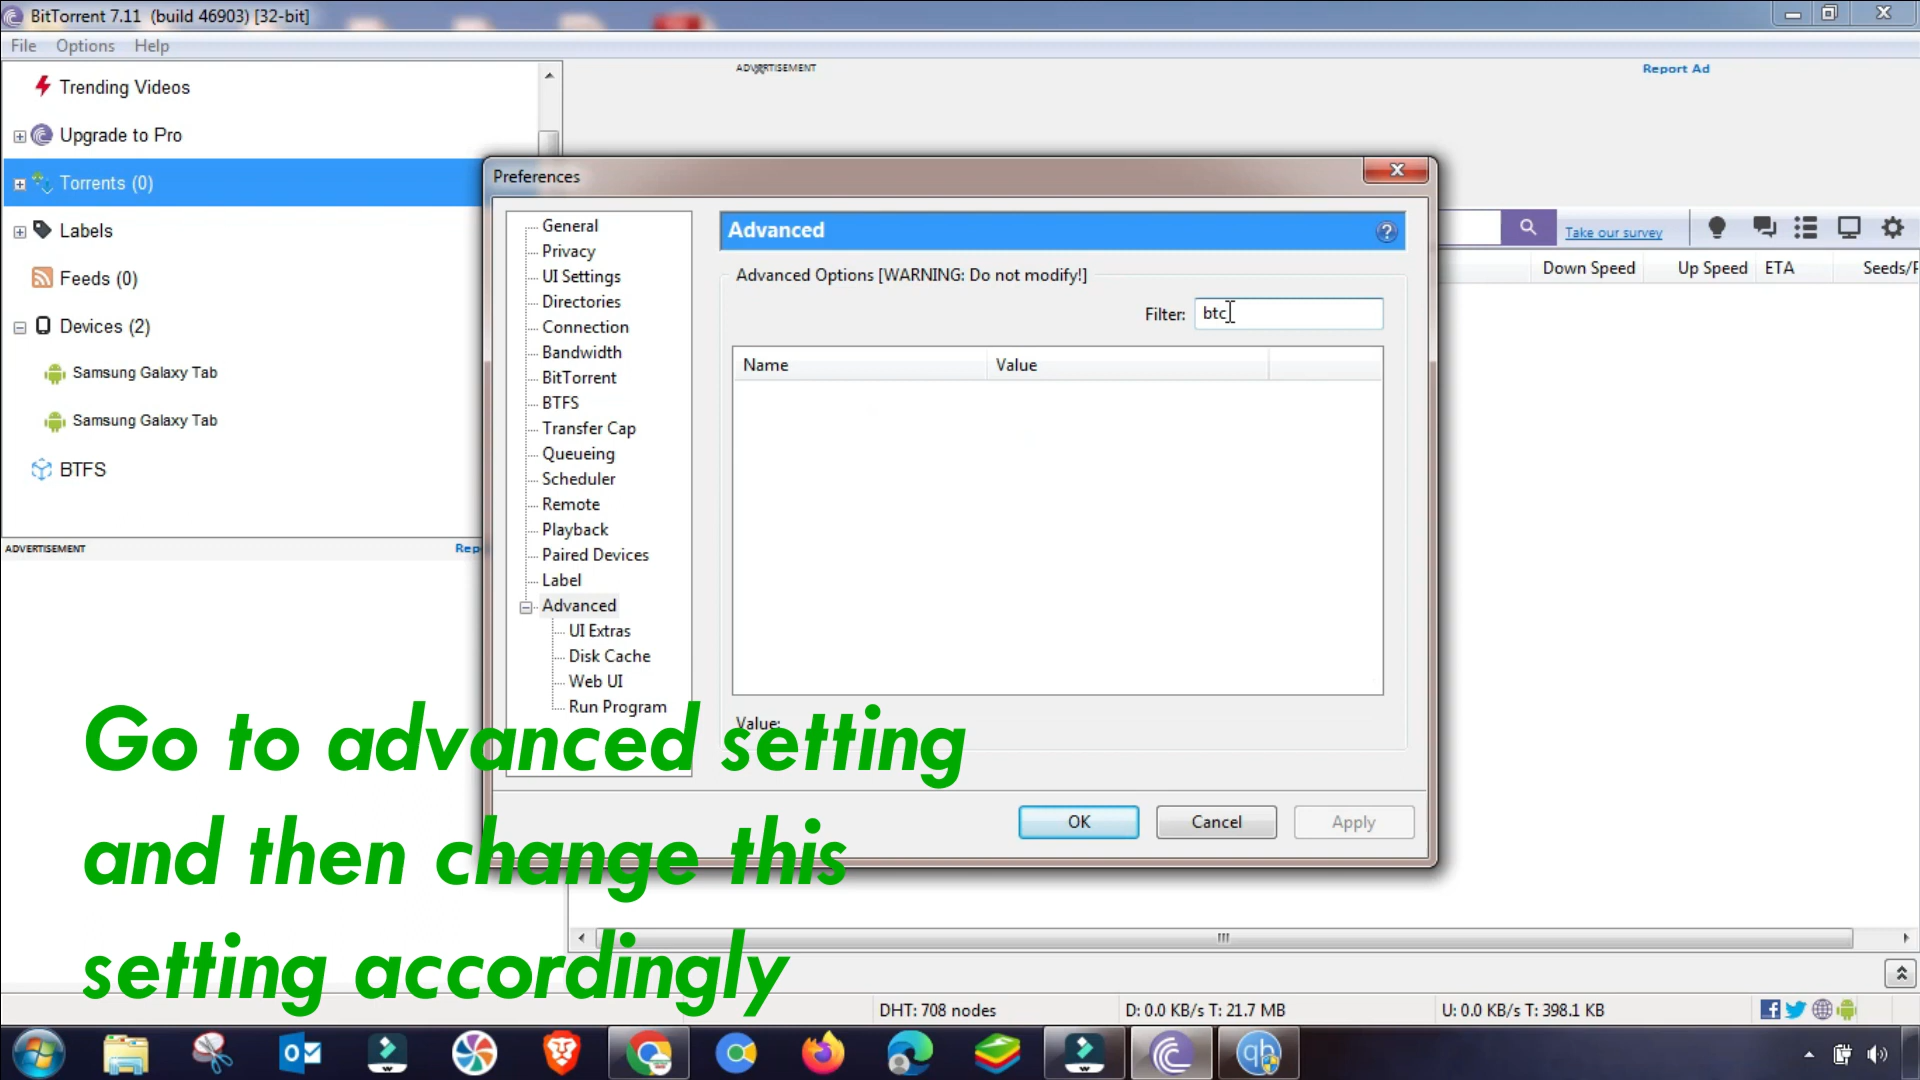 BitTorrent 7.11 (build 46903) [32-bit]
File Options Help
Trending Videos
Upgrade to Pro
Torrents (0)
Labels
Feeds (0)
Devices (2)
Samsung Galaxy Tab
Samsung Galaxy Tab
BTFS
ADVERTISEMENT Rep
ADVERTISEMENT Report Ad
Take our survey
Down Speed Up Speed ETA Seeds/P
Preferences
General
Privacy
UI Settings
Directories
Connection
Bandwidth
BitTorrent
BTFS
Transfer Cap
Queueing
Scheduler
Remote
Playback
Paired Devices
Label
Advanced
UI Extras
Disk Cache
Web UI
Run Program
Advanced
Advanced Options [WARNING: Do not modify!]
Filter: btc
Name Value
Value:
OK Cancel Apply
Go to advanced setting
and then change this
setting accordingly
DHT: 708 nodes D: 0.0 KB/s T: 21.7 MB U: 0.0 KB/s T: 398.1 KB